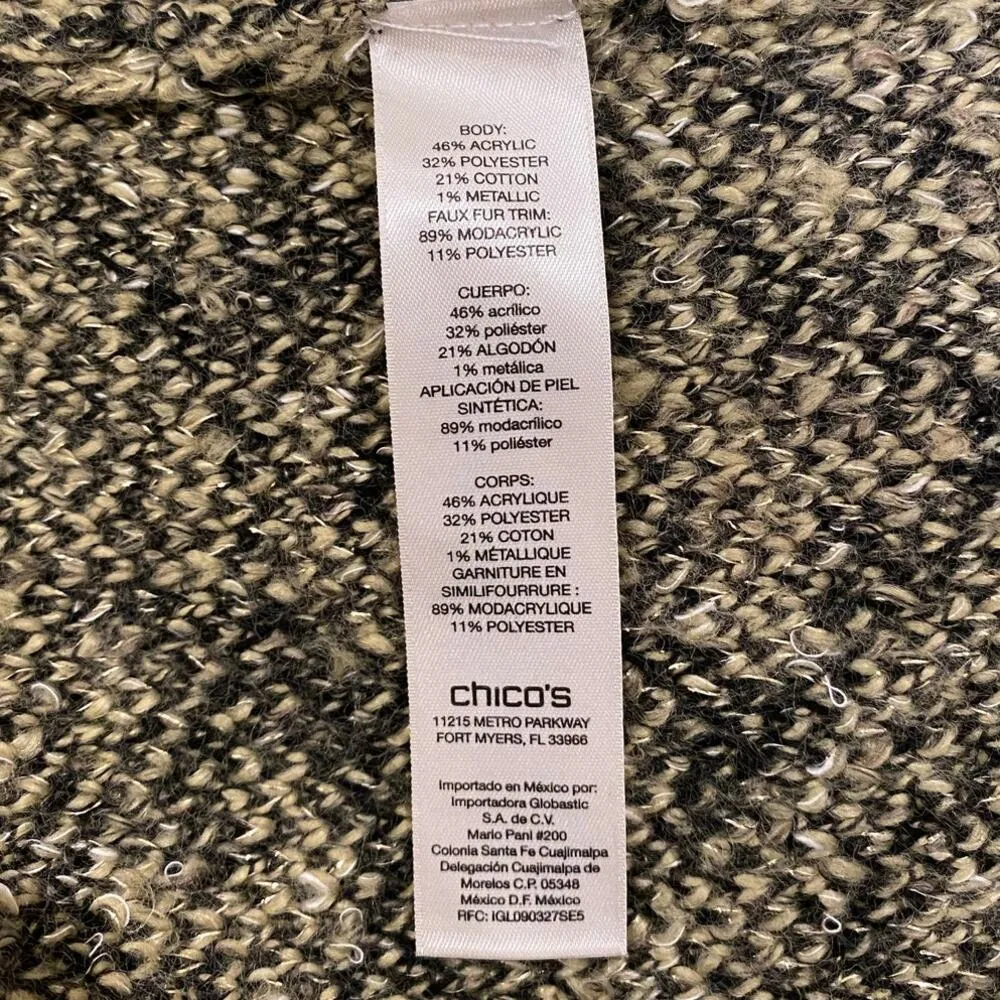 BODY:
46% ACRYLIC
32% POLYESTER
21% COTTON
1% METALLIC
FAUX FUR TRIM:
89% MODACRYLIC
11% POLYESTER
CUERPO:
46% acrílico
32% poliéster
21% ALGODÓN
1% metálica
APLICACIÓN DE PIEL
SINTÉTICA:
89% modacrílico
11% poliéster
CORPS:
46% ACRYLIQUE
32% POLYESTER
21% COTON
1% MÉTALLIQUE
GARNITURE EN
SIMILIFOURRURE :
89% MODACRYLIQUE
11% POLYESTER
chico's
11215 METRO PARKWAY
FORT MYERS, FL 33966
Importado en México por:
Importadora Globastic
S.A. de C.V.
Mario Pani #200
Colonia Santa Fe Cuajimalpa
Delegación Cuajimalpa de
Morelos C.P. 05348
México D.F. México
RFC: IGL090327SE5